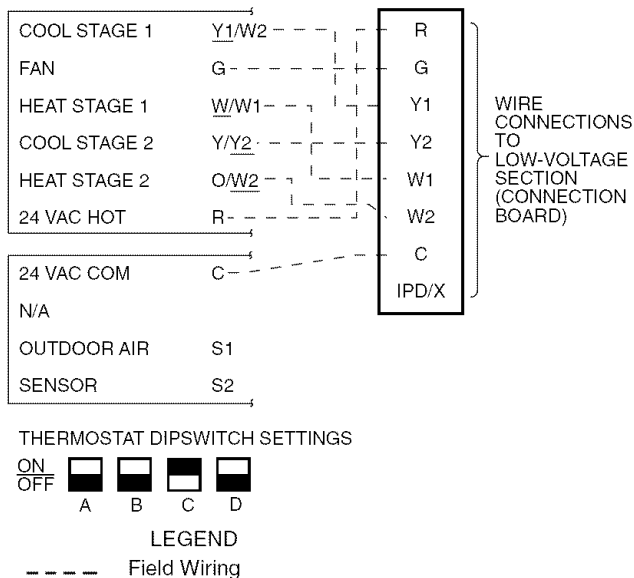 COOL STAGE 1 Y1/W2 R
FAN G G
HEAT STAGE 1 W/W1 Y1
COOL STAGE 2 Y/Y2 Y2
HEAT STAGE 2 O/W2 W1
24 VAC HOT R W2
24 VAC COM C C
N/A IPD/X
OUTDOOR AIR S1
SENSOR S2
WIRE
CONNECTIONS
TO
LOW-VOLTAGE
SECTION
(CONNECTION
BOARD)
THERMOSTAT DIPSWITCH SETTINGS
ON
OFF
A B C D
LEGEND
Field Wiring